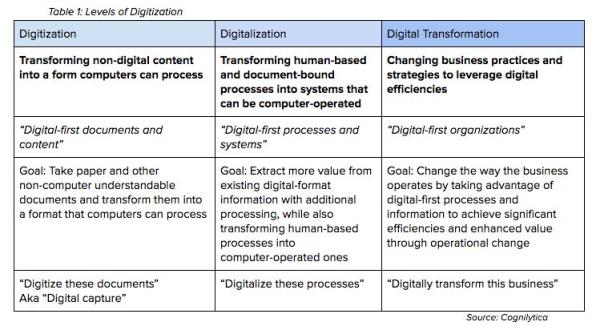 Table 1: Levels of Digitization
Digitization
Digitalization
Digital Transformation
Transforming non-digital content
into a form computers can process
Transforming human-based
and document-bound
processes into systems that
can be computer-operated
Changing business practices and
strategies to leverage digital
efficiencies
“Digital-first documents and
content”
“Digital-first processes and
systems”
“Digital-first organizations”
Goal: Take paper and other
non-computer understandable
documents and transform them into
a format that computers can process
Goal: Extract more value from
existing digital-format
information with additional
processing, while also
transforming human-based
processes into
computer-operated ones
Goal: Change the way the business
operates by taking advantage of
digital-first processes and
information to achieve significant
efficiencies and enhanced value
through operational change
“Digitize these documents”
Aka “Digital capture”
“Digitalize these processes”
“Digitally transform this business”
Source: Cognilytica